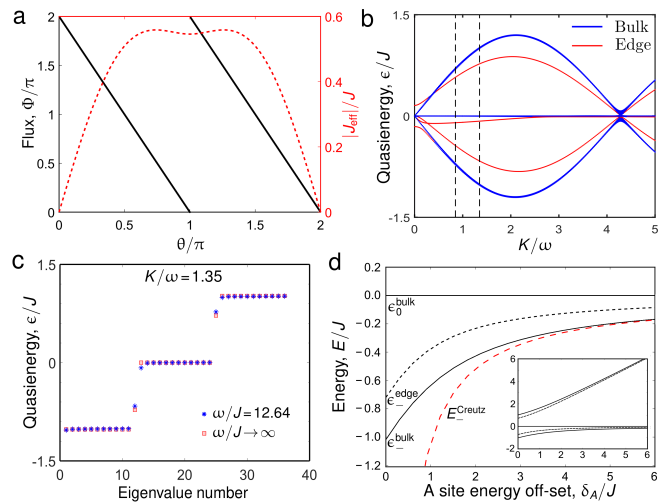 a
2
1.5
1
0.5
0
Flux, Φ/π
0 0.5 1 1.5 2
θ/π
0.6
0.4
0.2
0
|J_eff|/J
b
1.5
0
-1.5
Quasienergy, ϵ/J
Bulk
Edge
0 1 2 3 4 5
K/ω
c
K/ω=1.35
1.5
0
-1.5
Quasienergy, ϵ/J
ω/J=12.64
ω/J→∞
0 10 20 30 40
Eigenvalue number
d
0.2
0.0
−0.2
−0.4
−0.6
−0.8
−1.0
−1.2
Energy, E/J
ϵ_0^bulk
ϵ_−^edge
E_−^Creutz
ϵ_−^bulk
6
4
2
0
-2
0 1 2 3 4 5 6
0 1 2 3 4 5 6
A site energy off-set, δ_A/J